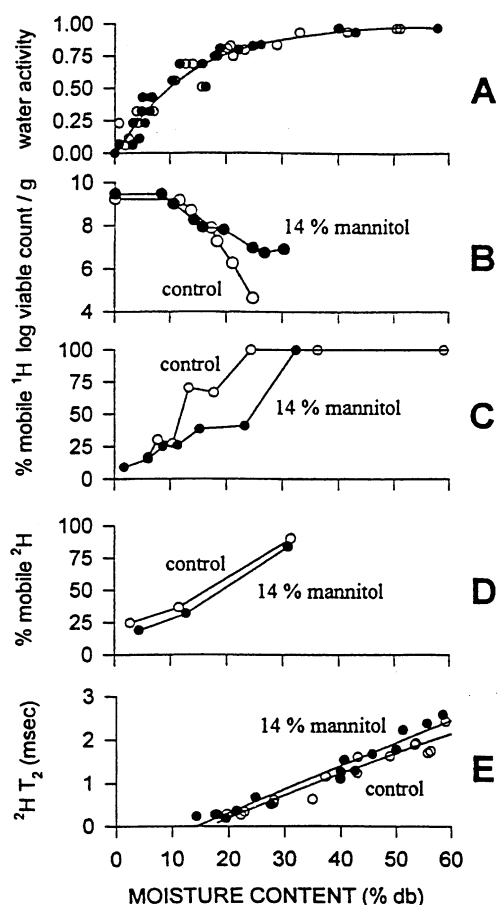 1.00
0.75
0.50
0.25
0.00
water activity
A
10
8
6
4
log viable count / g
14 % mannitol
control
B
100
75
50
25
0
% mobile ¹H
control
14 % mannitol
C
100
75
50
25
0
% mobile ²H
control
14 % mannitol
D
3
2
1
0
²H T₂ (msec)
14 % mannitol
control
E
0 10 20 30 40 50 60
MOISTURE CONTENT (% db)